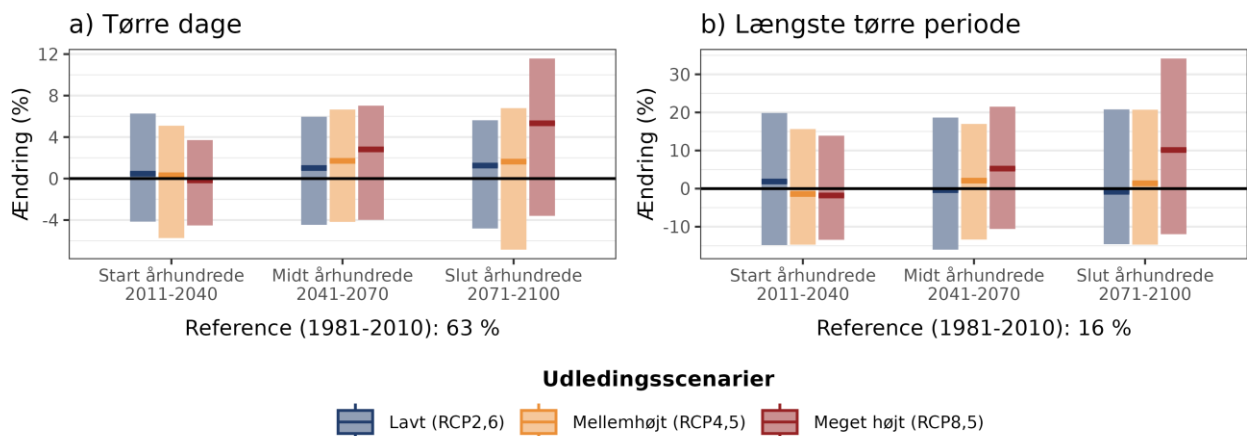 a) Tørre dage
Ændring (%)
12
8
4
0
-4
Start århundrede
2011-2040
Midt århundrede
2041-2070
Slut århundrede
2071-2100
Reference (1981-2010): 63 %
b) Længste tørre periode
Ændring (%)
30
20
10
0
-10
Start århundrede
2011-2040
Midt århundrede
2041-2070
Slut århundrede
2071-2100
Reference (1981-2010): 16 %
Udledingsscenarier
Lavt (RCP2,6)
Mellemhøjt (RCP4,5)
Meget højt (RCP8,5)